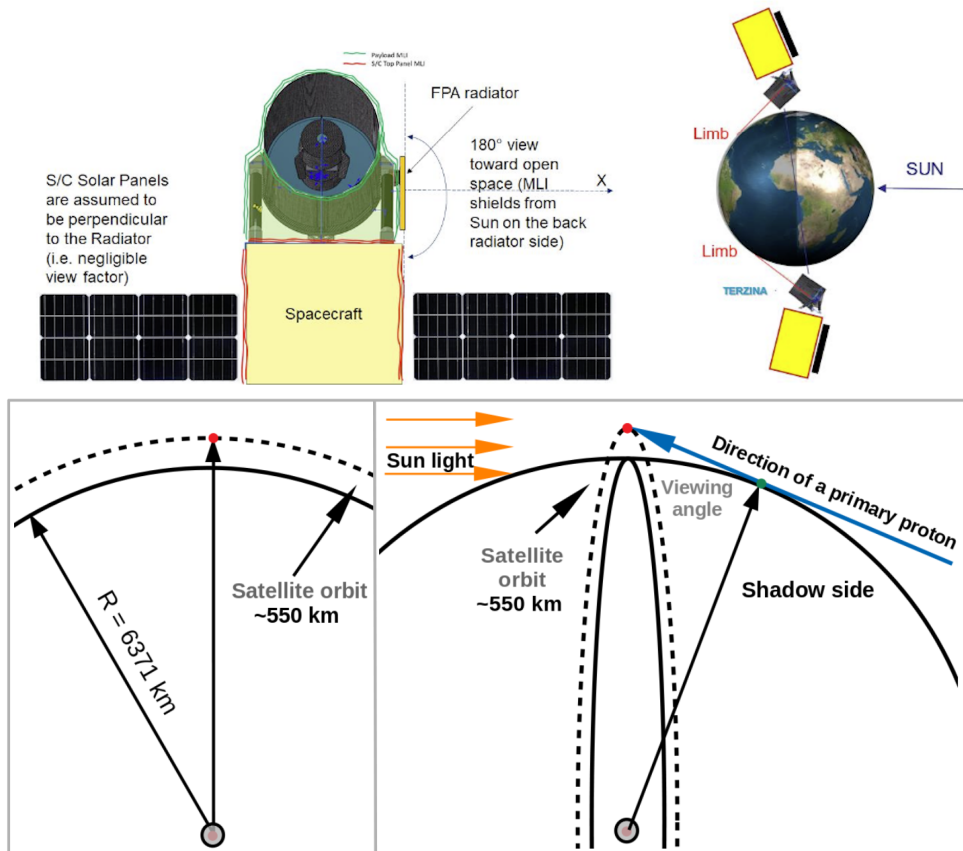 Payload MLI
S/C Top Panel MLI
FPA radiator
180° view
toward open
space (MLI
shields from
Sun on the back
radiator side)
X
S/C Solar Panels
are assumed to
be perpendicular
to the Radiator
(i.e. negligible
view factor)
Spacecraft
Limb
SUN
Limb
TERZINA
R = 6371 km
Satellite orbit
~550 km
Sun light
Satellite
orbit
~550 km
Viewing
angle
Direction of a primary proton
Shadow side